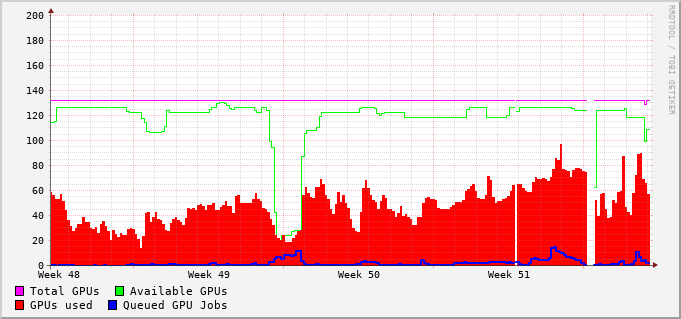 RRDTOOL / TOBI OETIKER
200
180
160
140
120
100
80
60
40
20
0
Week 48 Week 49 Week 50 Week 51
Total GPUs Available GPUs
GPUs used Queued GPU Jobs